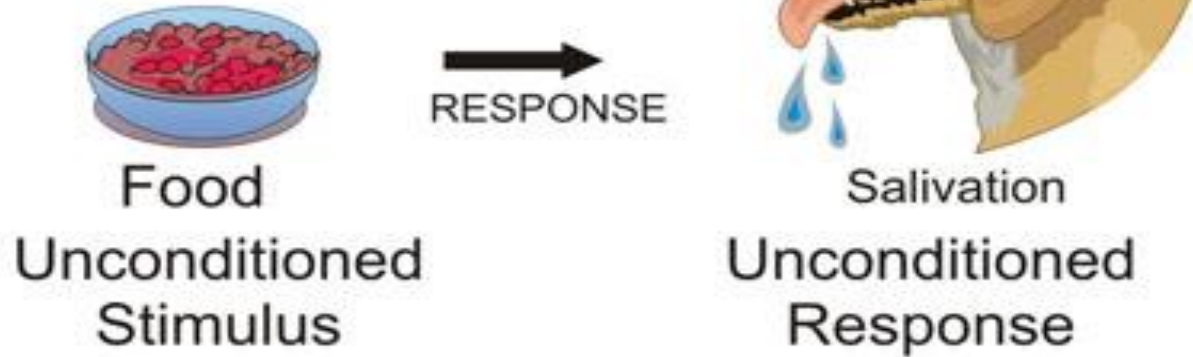 RESPONSE
Food
Salivation
Unconditioned
Stimulus
Unconditioned
Response